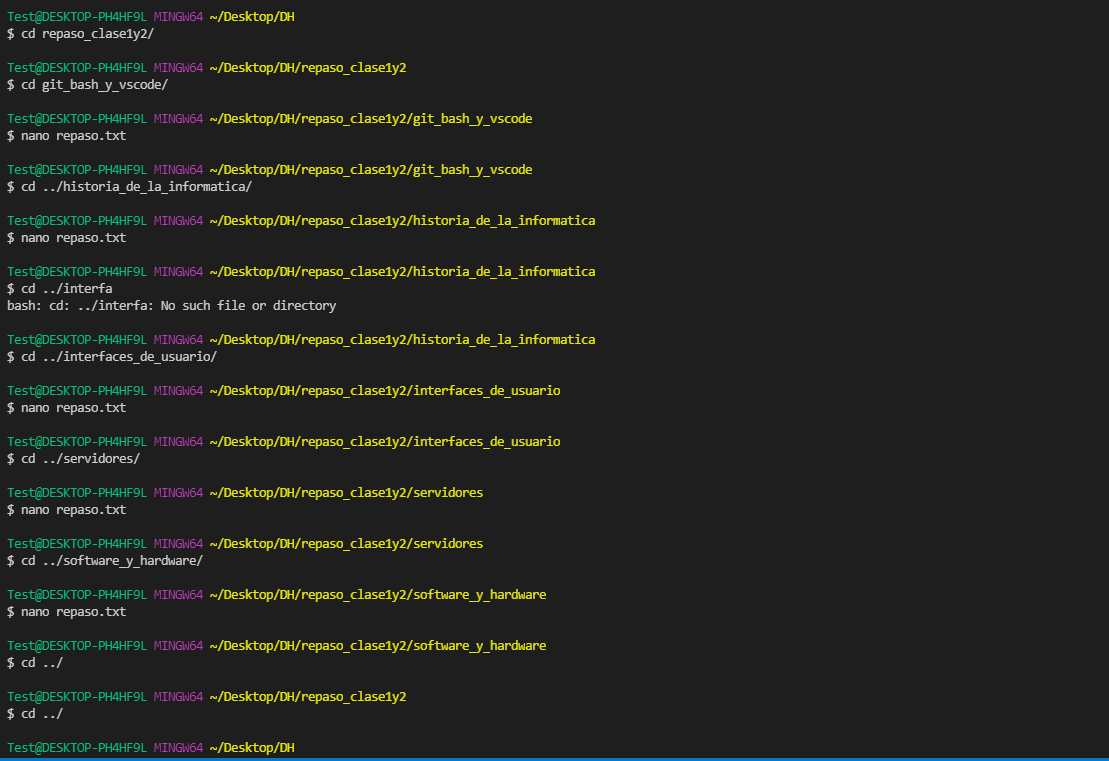 Test@DESKTOP-PH4HF9L MINGW64 ~/Desktop/DH
$ cd repaso_clase1y2/
Test@DESKTOP-PH4HF9L MINGW64 ~/Desktop/DH/repaso_clase1y2
$ cd git_bash_y_vscode/
Test@DESKTOP-PH4HF9L MINGW64 ~/Desktop/DH/repaso_clase1y2/git_bash_y_vscode
$ nano repaso.txt
Test@DESKTOP-PH4HF9L MINGW64 ~/Desktop/DH/repaso_clase1y2/git_bash_y_vscode
$ cd ../historia_de_la_informatica/
Test@DESKTOP-PH4HF9L MINGW64 ~/Desktop/DH/repaso_clase1y2/historia_de_la_informatica
$ nano repaso.txt
Test@DESKTOP-PH4HF9L MINGW64 ~/Desktop/DH/repaso_clase1y2/historia_de_la_informatica
$ cd ../interfa
bash: cd: ../interfa: No such file or directory
Test@DESKTOP-PH4HF9L MINGW64 ~/Desktop/DH/repaso_clase1y2/historia_de_la_informatica
$ cd ../interfaces_de_usuario/
Test@DESKTOP-PH4HF9L MINGW64 ~/Desktop/DH/repaso_clase1y2/interfaces_de_usuario
$ nano repaso.txt
Test@DESKTOP-PH4HF9L MINGW64 ~/Desktop/DH/repaso_clase1y2/interfaces_de_usuario
$ cd ../servidores/
Test@DESKTOP-PH4HF9L MINGW64 ~/Desktop/DH/repaso_clase1y2/servidores
$ nano repaso.txt
Test@DESKTOP-PH4HF9L MINGW64 ~/Desktop/DH/repaso_clase1y2/servidores
$ cd ../software_y_hardware/
Test@DESKTOP-PH4HF9L MINGW64 ~/Desktop/DH/repaso_clase1y2/software_y_hardware
$ nano repaso.txt
Test@DESKTOP-PH4HF9L MINGW64 ~/Desktop/DH/repaso_clase1y2/software_y_hardware
$ cd ../
Test@DESKTOP-PH4HF9L MINGW64 ~/Desktop/DH/repaso_clase1y2
$ cd ../
Test@DESKTOP-PH4HF9L MINGW64 ~/Desktop/DH